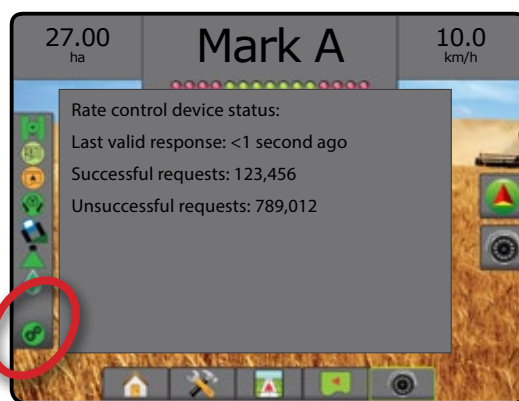 27.00
ha
Mark A
10.0
km/h
Rate control device status:
Last valid response: <1 second ago
Successful requests: 123,456
Unsuccessful requests: 789,012